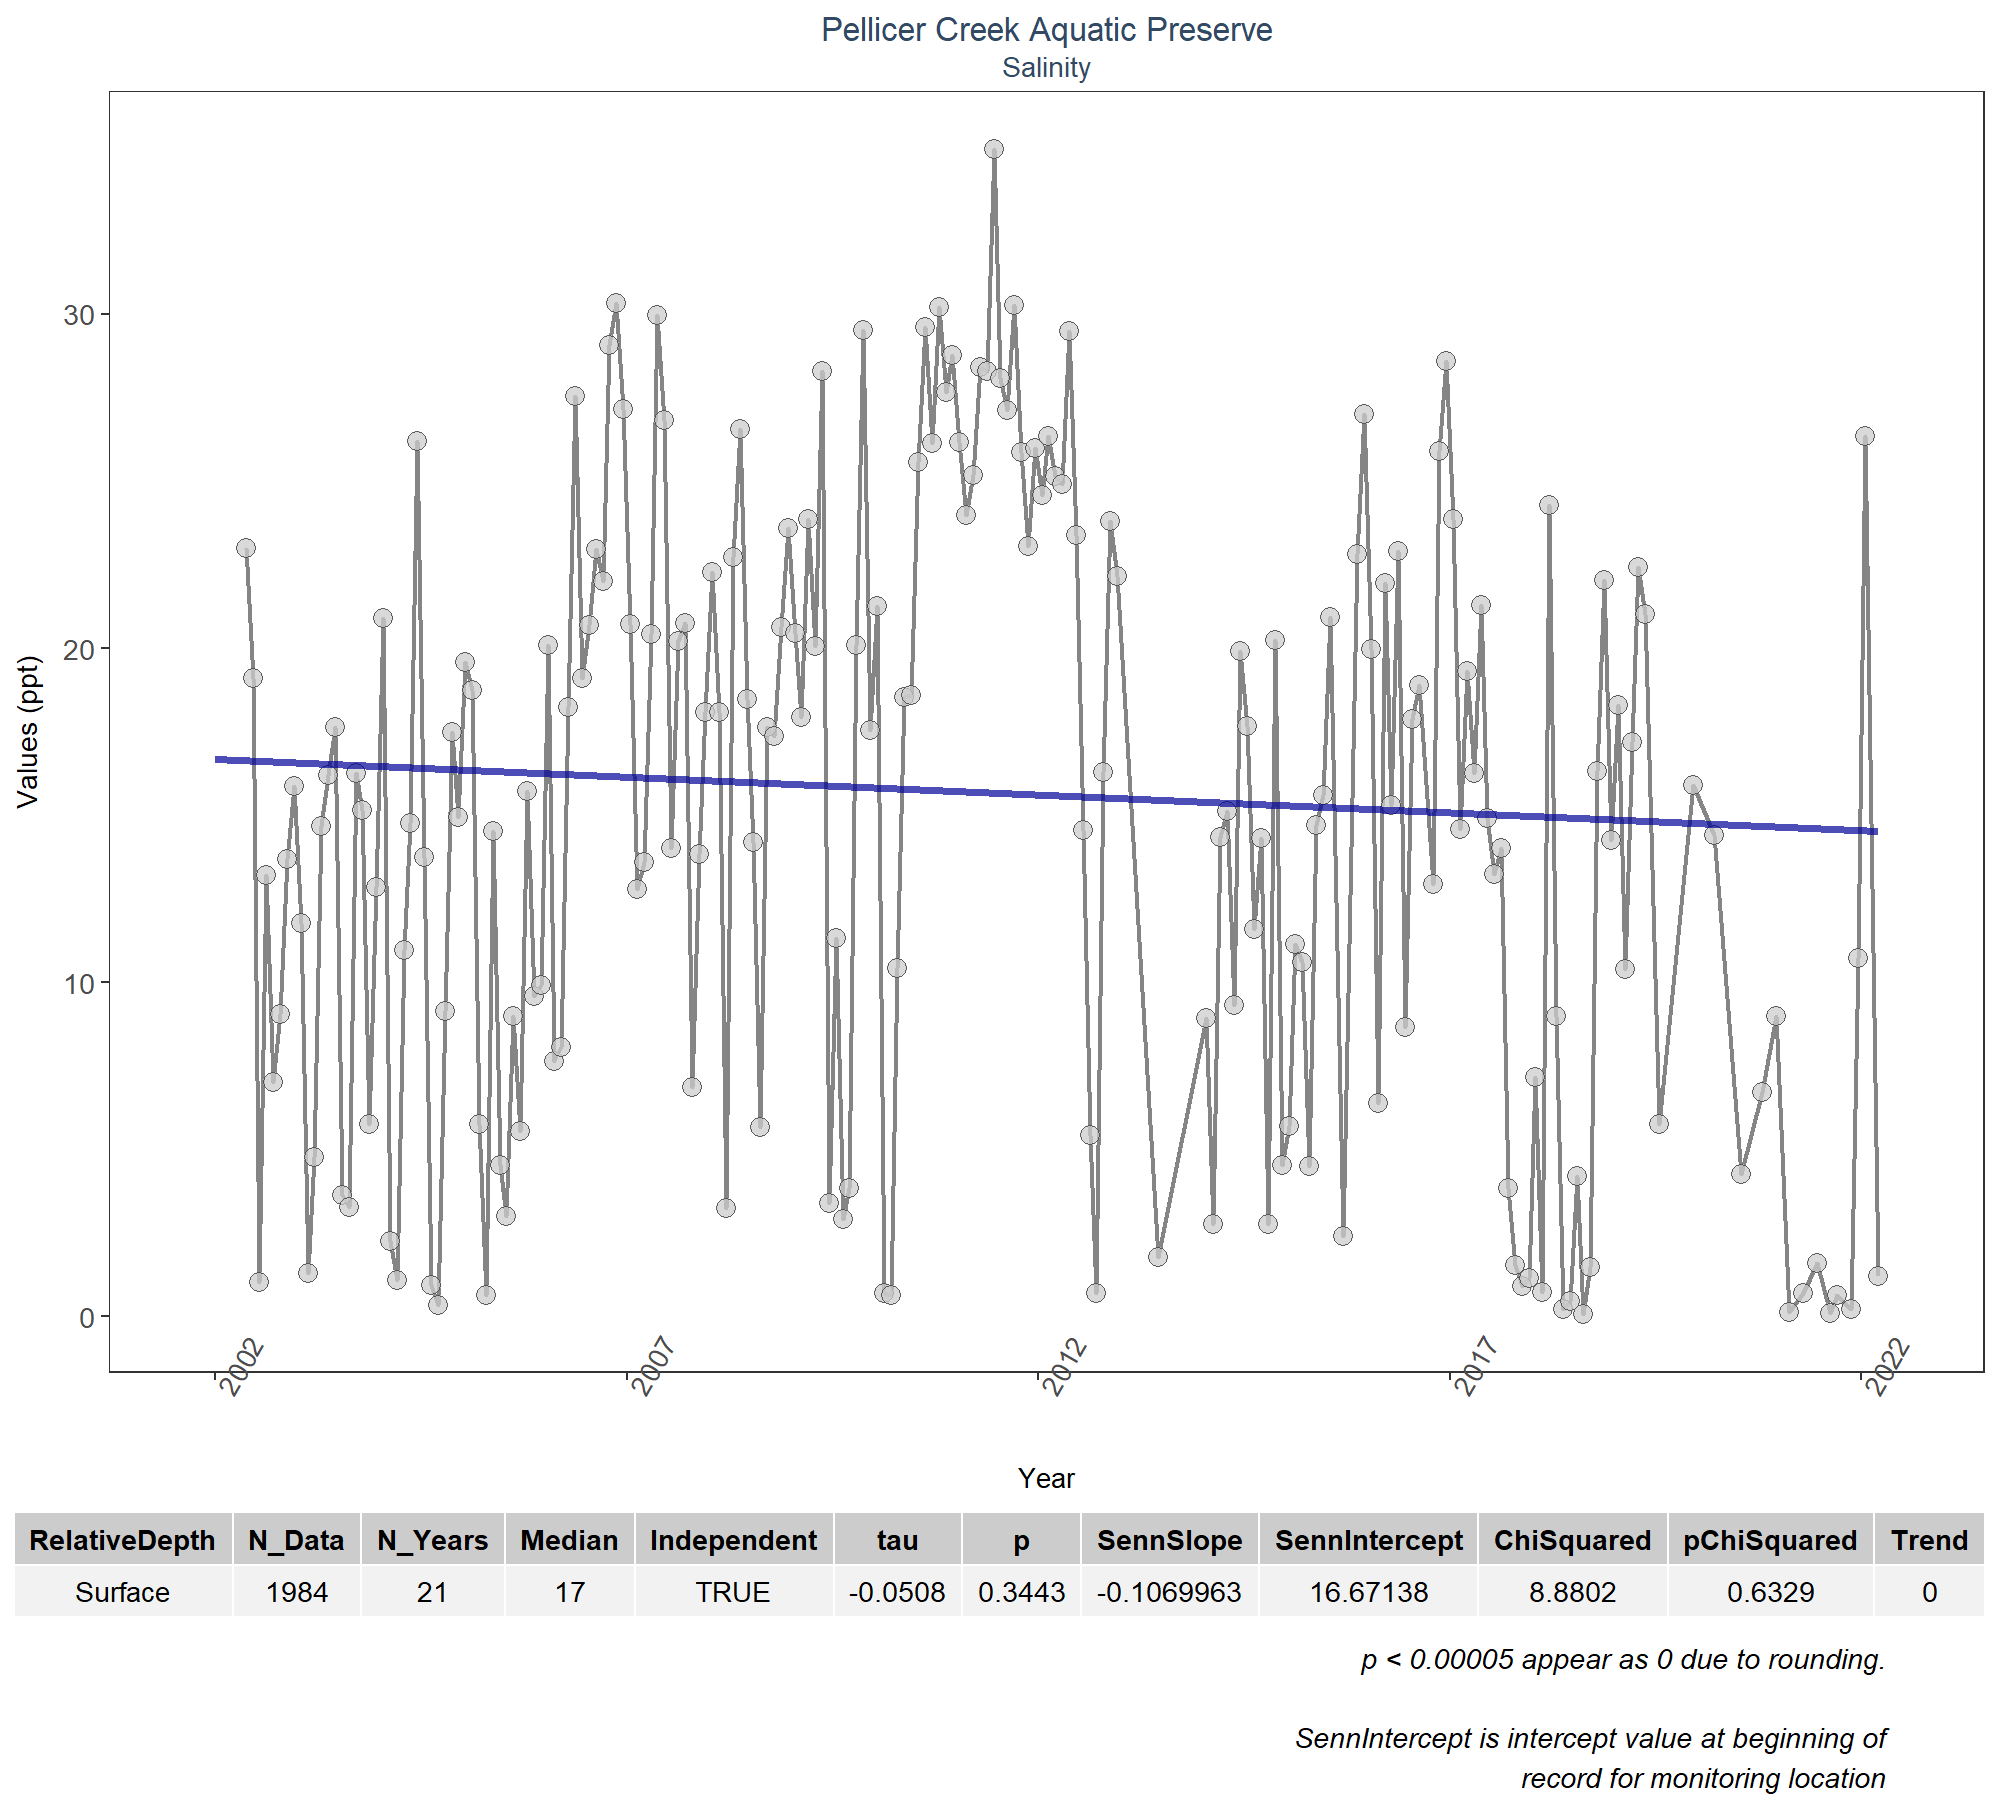 Pellicer Creek Aquatic Preserve
Salinity
Values (ppt)
30
20
10
0
2002 2007 2012 2017 2022
Year
RelativeDepth N_Data N_Years Median Independent tau p SennSlope SennIntercept ChiSquared pChiSquared Trend
Surface 1984 21 17 TRUE -0.0508 0.3443 -0.1069963 16.67138 8.8802 0.6329 0
p < 0.00005 appear as 0 due to rounding.
SennIntercept is intercept value at beginning of
record for monitoring location